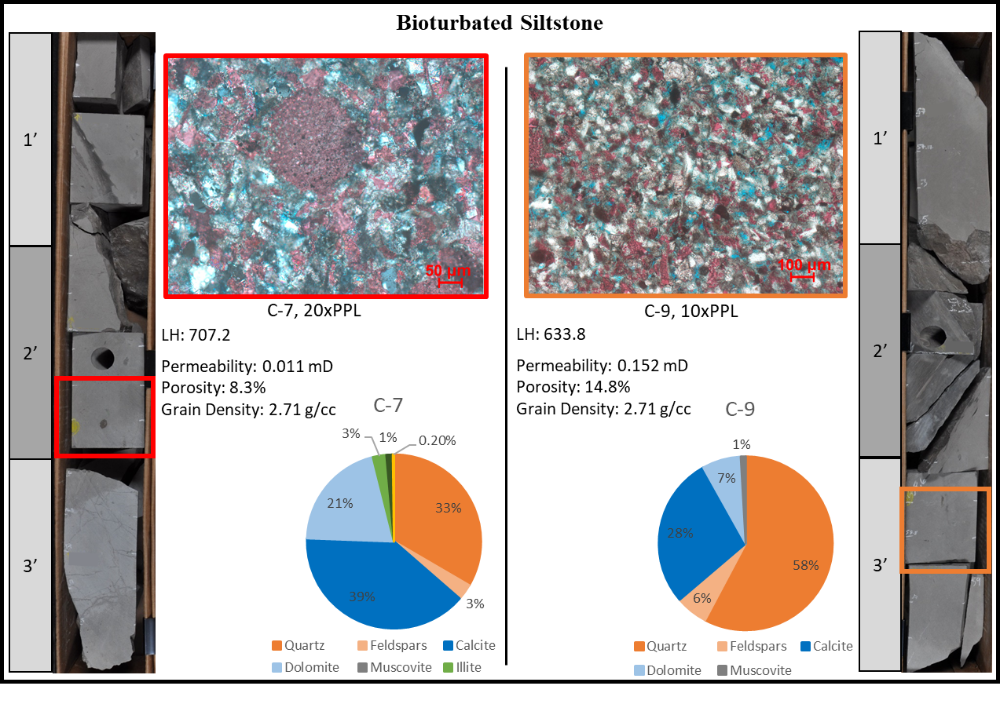 Bioturbated Siltstone
1’
2’
3’
50 µm
C-7, 20xPPL
LH: 707.2
Permeability: 0.011 mD
Porosity: 8.3%
Grain Density: 2.71 g/cc
C-7
3%
1%
0.20%
33%
3%
39%
21%
Quartz
Feldspars
Calcite
Dolomite
Muscovite
Illite
100 µm
C-9, 10xPPL
LH: 633.8
Permeability: 0.152 mD
Porosity: 14.8%
Grain Density: 2.71 g/cc
C-9
1%
7%
28%
58%
6%
Quartz
Feldspars
Calcite
Dolomite
Muscovite
1’
2’
3’